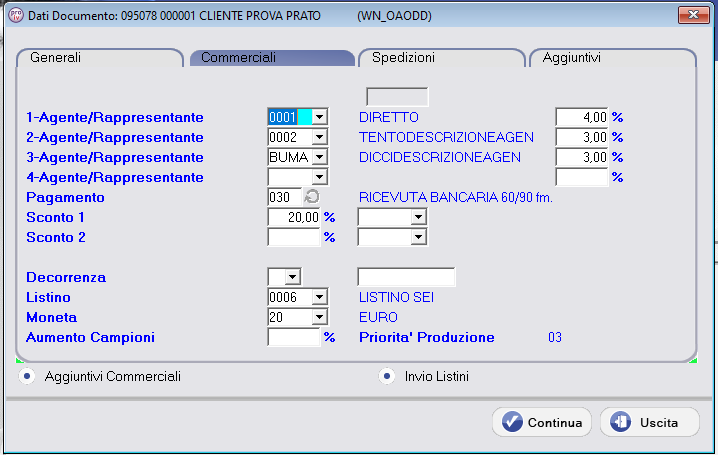 Dati Documento: 095078 000001 CLIENTE PROVA PRATO (WN_OAODD)
Generali Commerciali Spedizioni Aggiuntivi
1-Agente/Rappresentante 0001 DIRETTO 4,00 %
2-Agente/Rappresentante 0002 TENTODESCRIZIONEAGEN 3,00 %
3-Agente/Rappresentante BUMA DICCIDESCRIZIONEAGEN 3,00 %
4-Agente/Rappresentante %
Pagamento 030 RICEVUTA BANCARIA 60/90 fm.
Sconto 1 20,00 %
Sconto 2 %
Decorrenza
Listino 0006 LISTINO SEI
Moneta 20 EURO
Aumento Campioni % Priorita' Produzione 03
Aggiuntivi Commerciali Invio Listini
Continua Uscita